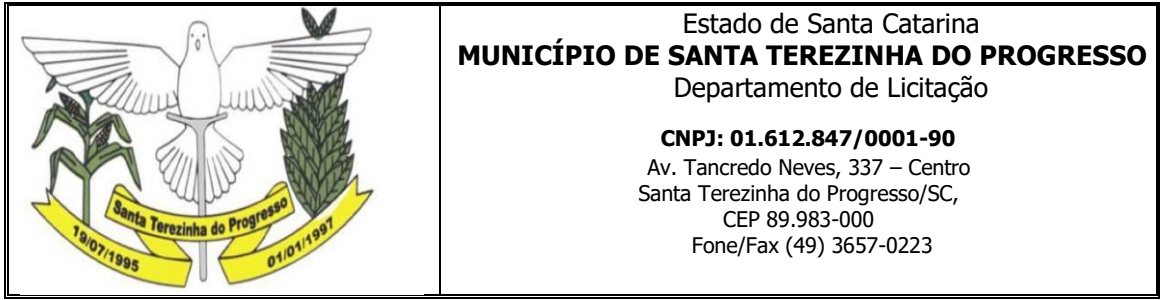 Santa Terezinha do Progresso
19/07/1995
01/01/1997
Estado de Santa Catarina
MUNICÍPIO DE SANTA TEREZINHA DO PROGRESSO
Departamento de Licitação
CNPJ: 01.612.847/0001-90
Av. Tancredo Neves, 337 – Centro
Santa Terezinha do Progresso/SC,
CEP 89.983-000
Fone/Fax (49) 3657-0223